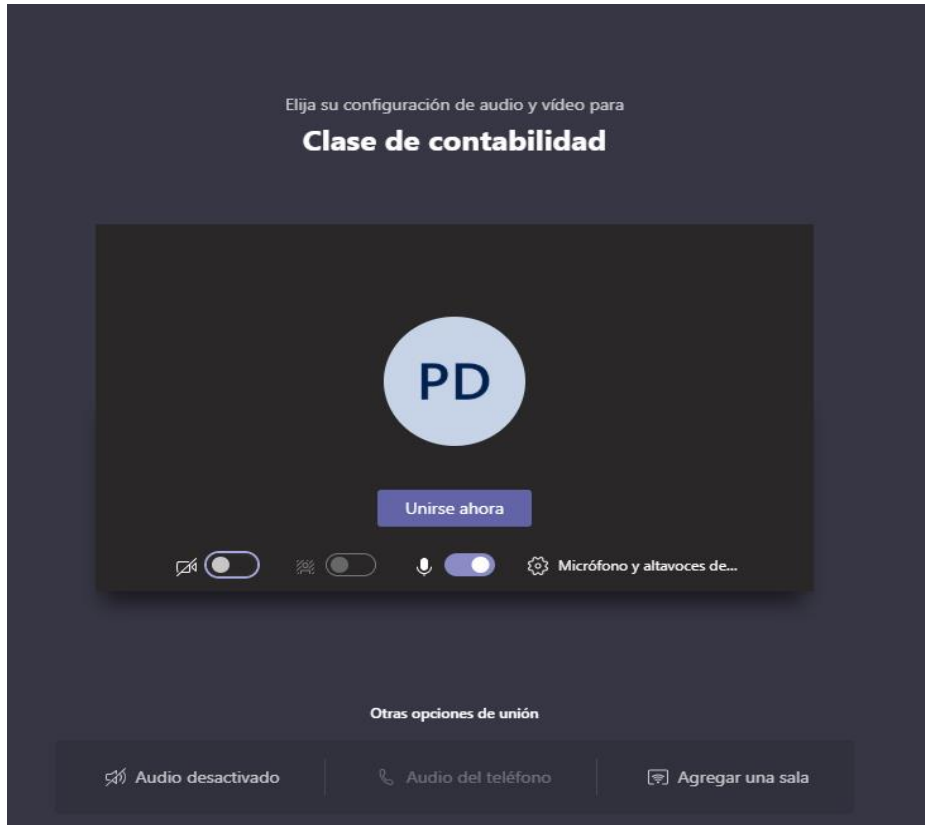 Elija su configuración de audio y vídeo para
Clase de contabilidad
PD
Unirse ahora
Micrófono y altavoces de...
Otras opciones de unión
Audio desactivado
Audio del teléfono
Agregar una sala